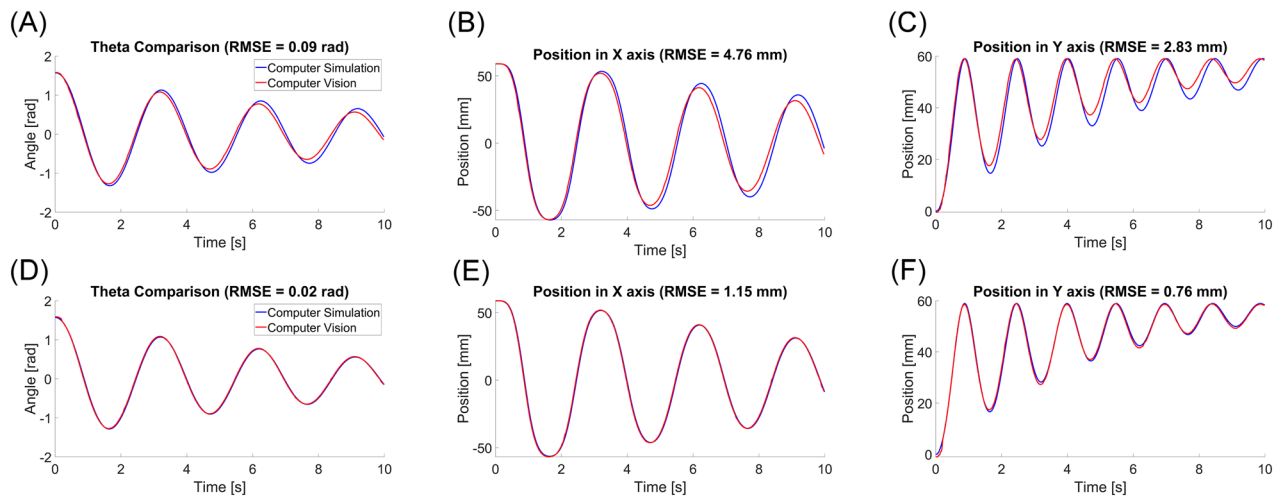 (A)
Theta Comparison (RMSE = 0.09 rad)
Computer Simulation
Computer Vision
Angle [rad]
2
1
0
-1
-2
0 2 4 6 8 10
Time [s]
(B)
Position in X axis (RMSE = 4.76 mm)
Position [mm]
50
0
-50
0 2 4 6 8 10
Time [s]
(C)
Position in Y axis (RMSE = 2.83 mm)
Position [mm]
60
40
20
0
0 2 4 6 8 10
Time [s]
(D)
Theta Comparison (RMSE = 0.02 rad)
Computer Simulation
Computer Vision
Angle [rad]
2
1
0
-1
-2
0 2 4 6 8 10
Time [s]
(E)
Position in X axis (RMSE = 1.15 mm)
Position [mm]
50
0
-50
0 2 4 6 8 10
Time [s]
(F)
Position in Y axis (RMSE = 0.76 mm)
Position [mm]
60
40
20
0
0 2 4 6 8 10
Time [s]